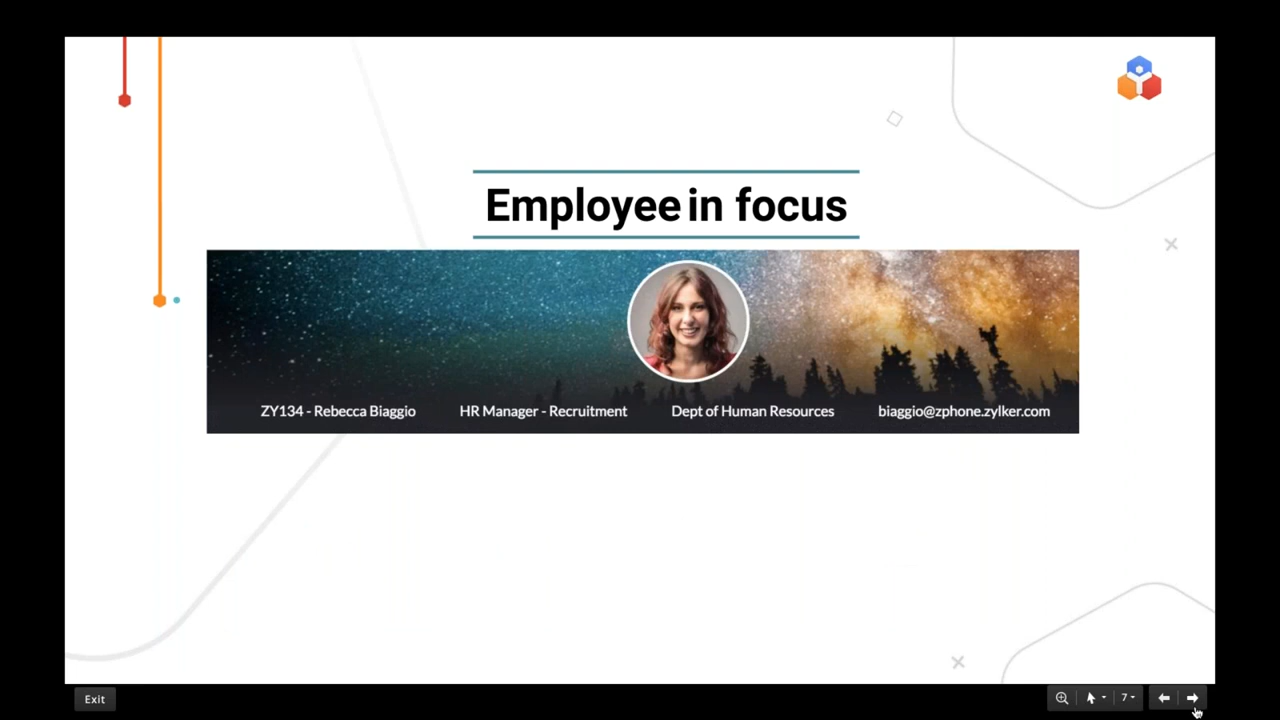 Employee in focus
ZY134 - Rebecca Biaggio HR Manager - Recruitment Dept of Human Resources biaggio@zphone.zylker.com
Exit 7